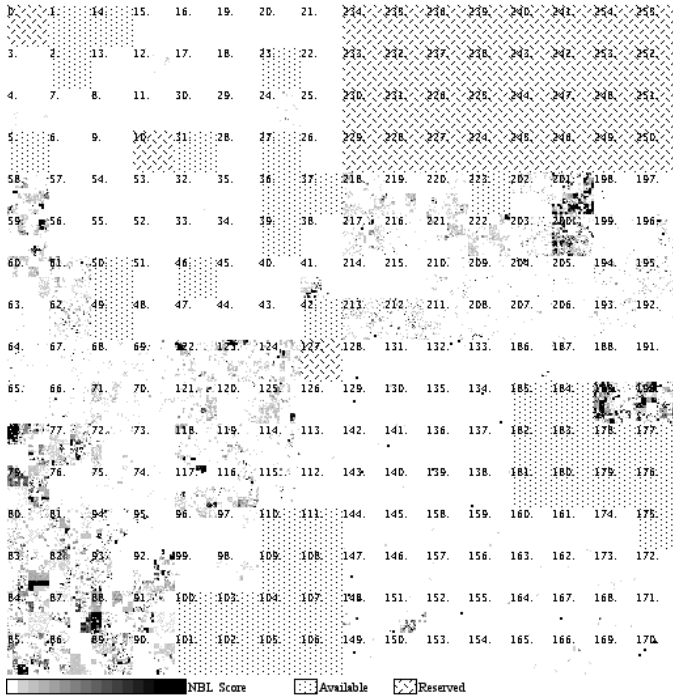 0. 1. 14. 15. 16. 19. 20. 21. 234. 235. 236. 239. 240. 241. 254. 255.
3. 2. 13. 12. 17. 18. 23. 22. 233. 232. 237. 238. 243. 242. 253. 252.
4. 7. 8. 11. 30. 29. 24. 25. 230. 231. 226. 225. 244. 247. 248. 251.
5. 6. 9. 10. 31. 28. 27. 26. 229. 228. 227. 224. 245. 246. 249. 250.
58. 57. 54. 53. 32. 35. 36. 37. 218. 219. 220. 223. 202. 201. 198. 197.
59. 56. 55. 52. 33. 34. 39. 38. 217. 216. 221. 222. 203. 200. 199. 196.
60. 61. 50. 51. 46. 45. 40. 41. 214. 215. 210. 209. 204. 205. 194. 195.
63. 62. 49. 48. 47. 44. 43. 42. 213. 212. 211. 208. 207. 206. 193. 192.
64. 67. 68. 69. 122. 123. 124. 127. 128. 131. 132. 133. 186. 187. 188. 191.
65. 66. 71. 70. 121. 120. 125. 126. 129. 130. 135. 134. 185. 184. 189. 190.
77. 72. 73. 118. 119. 114. 113. 142. 141. 136. 137. 182. 183. 178. 177.
79. 76. 75. 74. 117. 116. 115. 112. 143. 140. 139. 138. 181. 180. 179. 176.
80. 81. 94. 95. 96. 97. 110. 111. 144. 145. 158. 159. 160. 161. 174. 175.
83. 82. 93. 92. 99. 98. 109. 108. 147. 146. 157. 156. 163. 162. 173. 172.
84. 87. 88. 91. 100. 103. 104. 107. 148. 151. 152. 155. 164. 167. 168. 171.
85. 86. 89. 90. 101. 102. 105. 106. 149. 150. 153. 154. 165. 166. 169. 170.
NBL Score Available Reserved